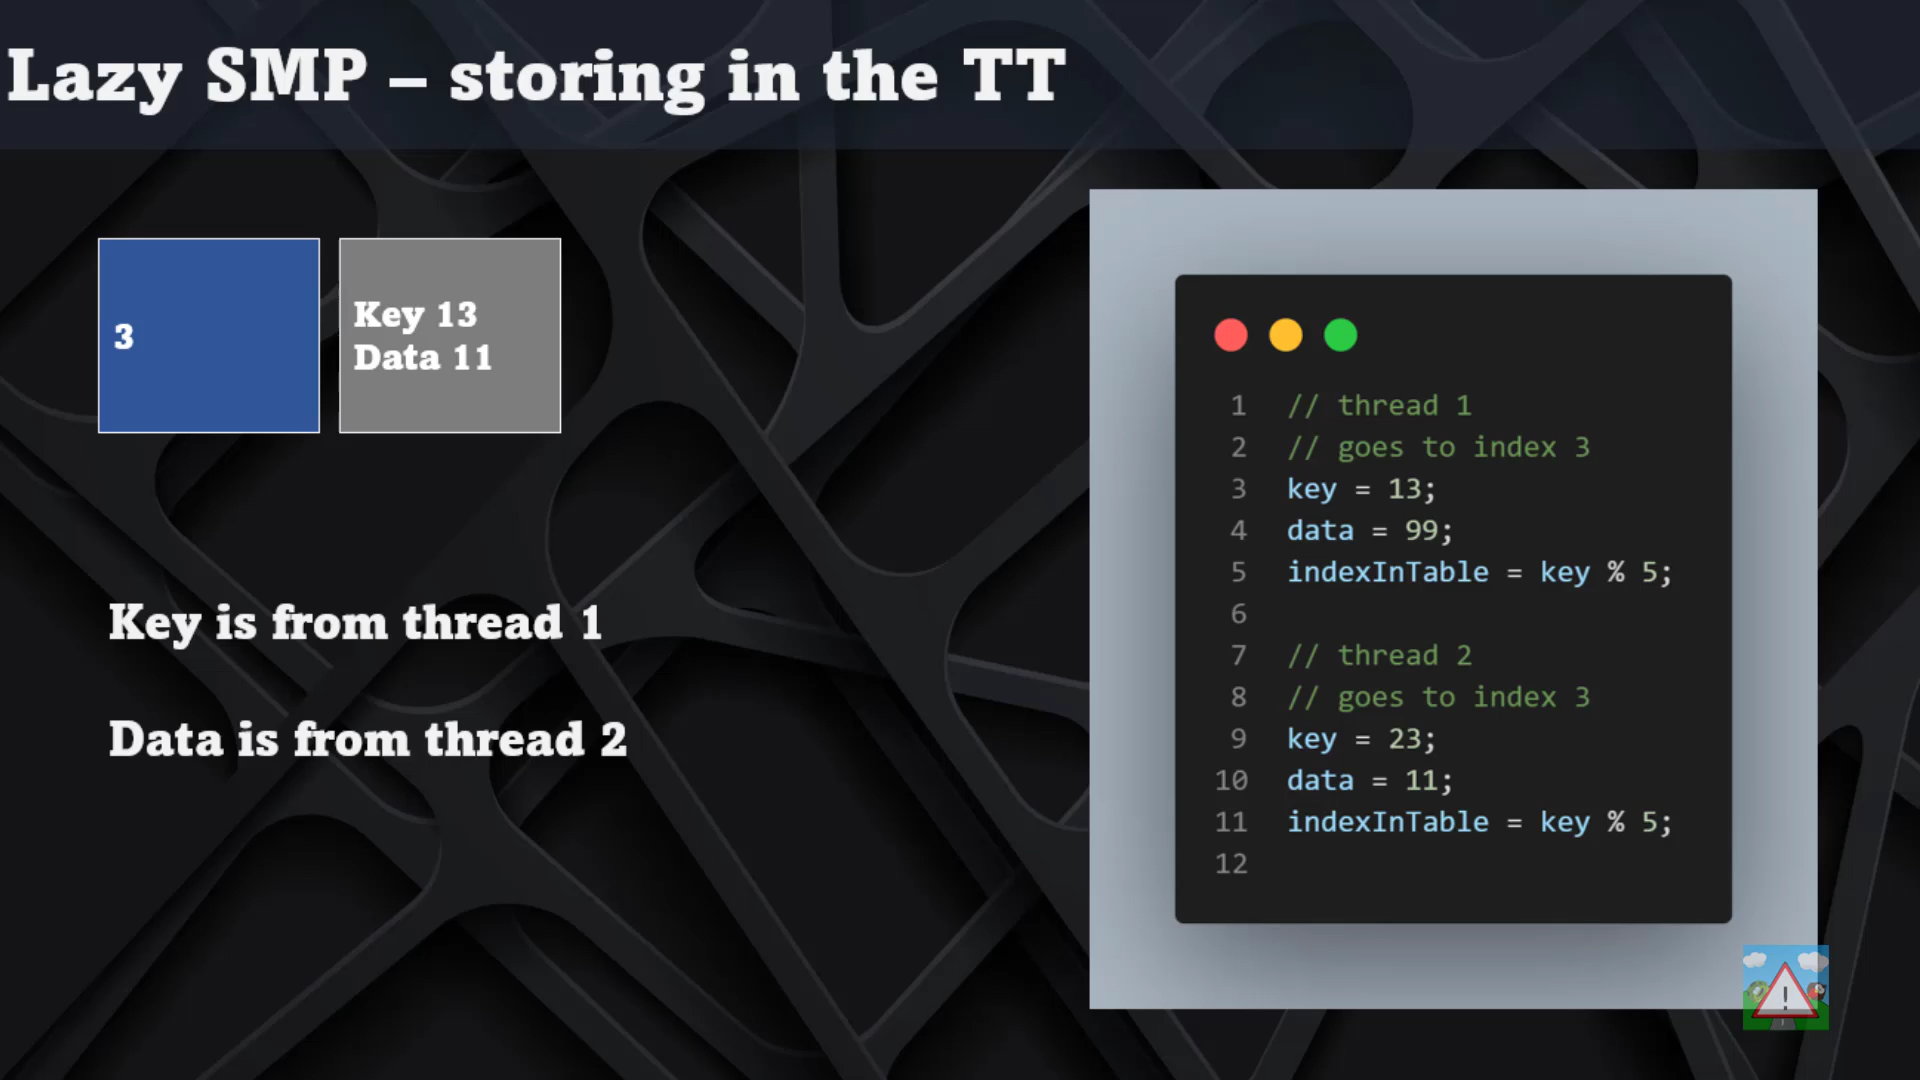 Lazy SMP – storing in the TT
3
Key 13
Data 11
Key is from thread 1
Data is from thread 2
1 // thread 1
2 // goes to index 3
3 key = 13;
4 data = 99;
5 indexInTable = key % 5;
6
7 // thread 2
8 // goes to index 3
9 key = 23;
10 data = 11;
11 indexInTable = key % 5;
12
!